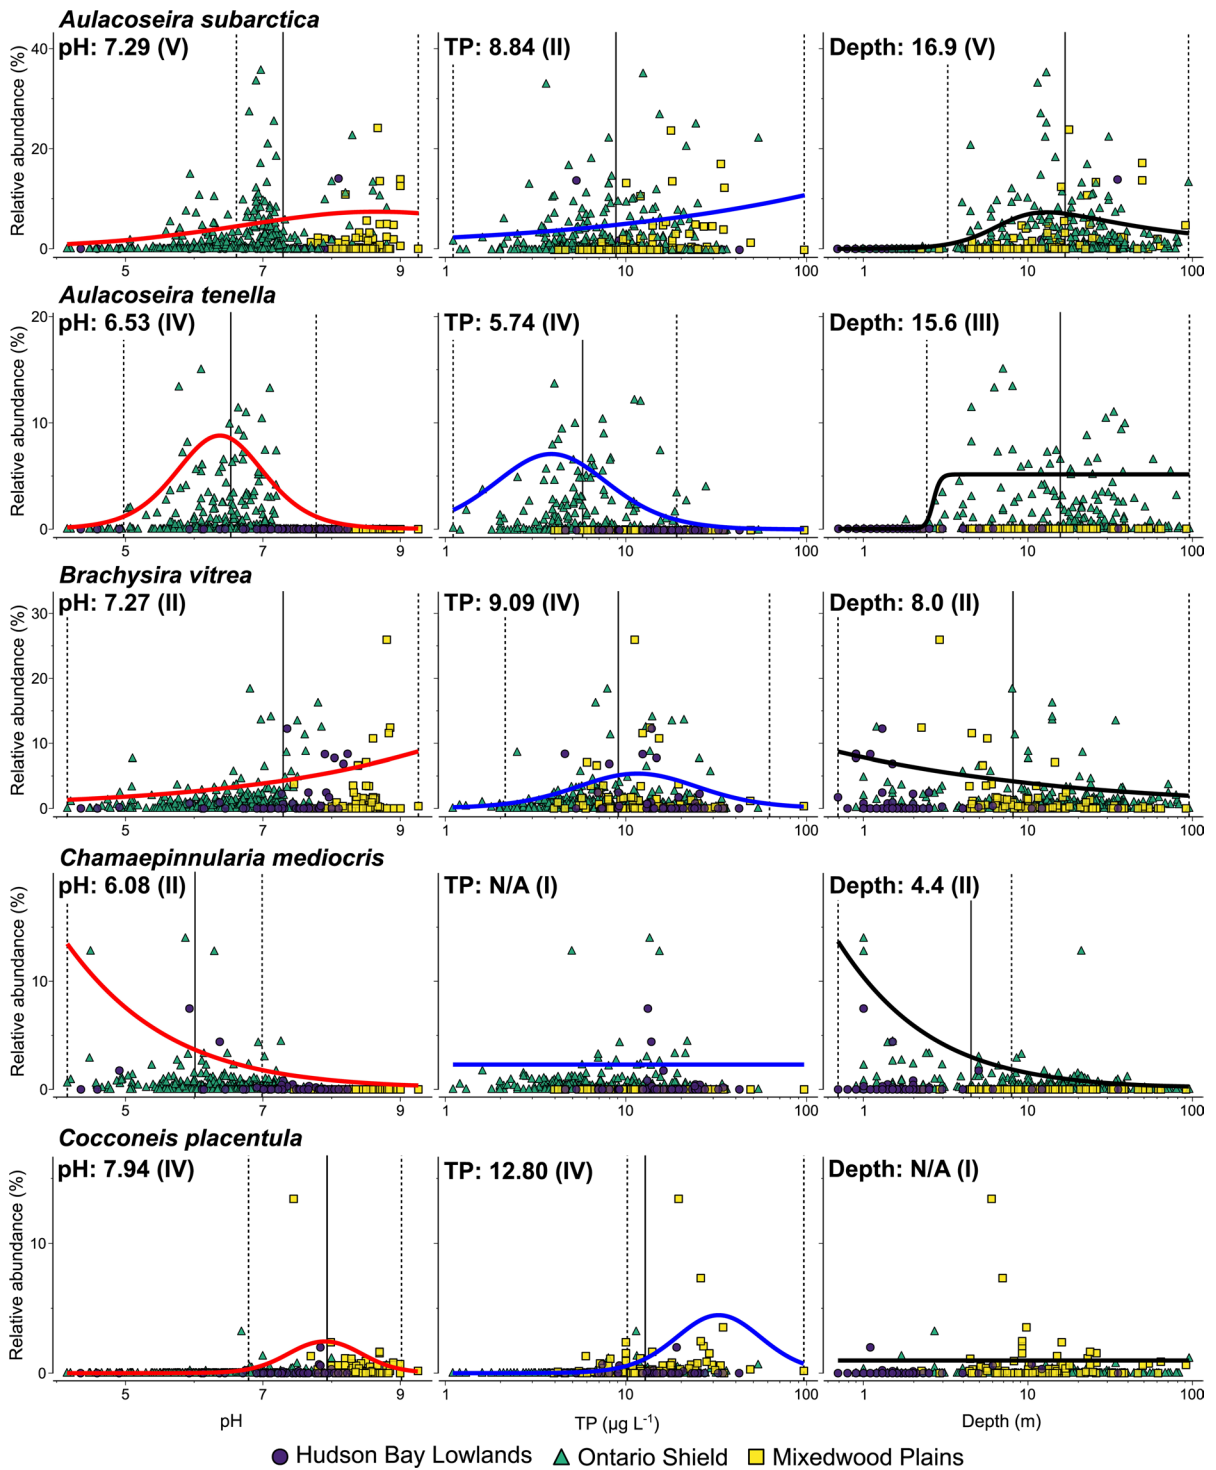 Aulacoseira subarctica
pH: 7.29 (V) TP: 8.84 (II) Depth: 16.9 (V)
Relative abundance (%)
40
20
0
5 7 9 1 10 100 1 10 100
Aulacoseira tenella
pH: 6.53 (IV) TP: 5.74 (IV) Depth: 15.6 (III)
Relative abundance (%)
20
10
0
5 7 9 1 10 100 1 10 100
Brachysira vitrea
pH: 7.27 (II) TP: 9.09 (IV) Depth: 8.0 (II)
Relative abundance (%)
30
20
10
0
5 7 9 1 10 100 1 10 100
Chamaepinnularia mediocris
pH: 6.08 (II) TP: N/A (I) Depth: 4.4 (II)
Relative abundance (%)
10
0
5 7 9 1 10 100 1 10 100
Cocconeis placentula
pH: 7.94 (IV) TP: 12.80 (IV) Depth: N/A (I)
Relative abundance (%)
10
0
5 7 9 1 10 100 1 10 100
pH TP (µg L⁻¹) Depth (m)
Hudson Bay Lowlands Ontario Shield Mixedwood Plains